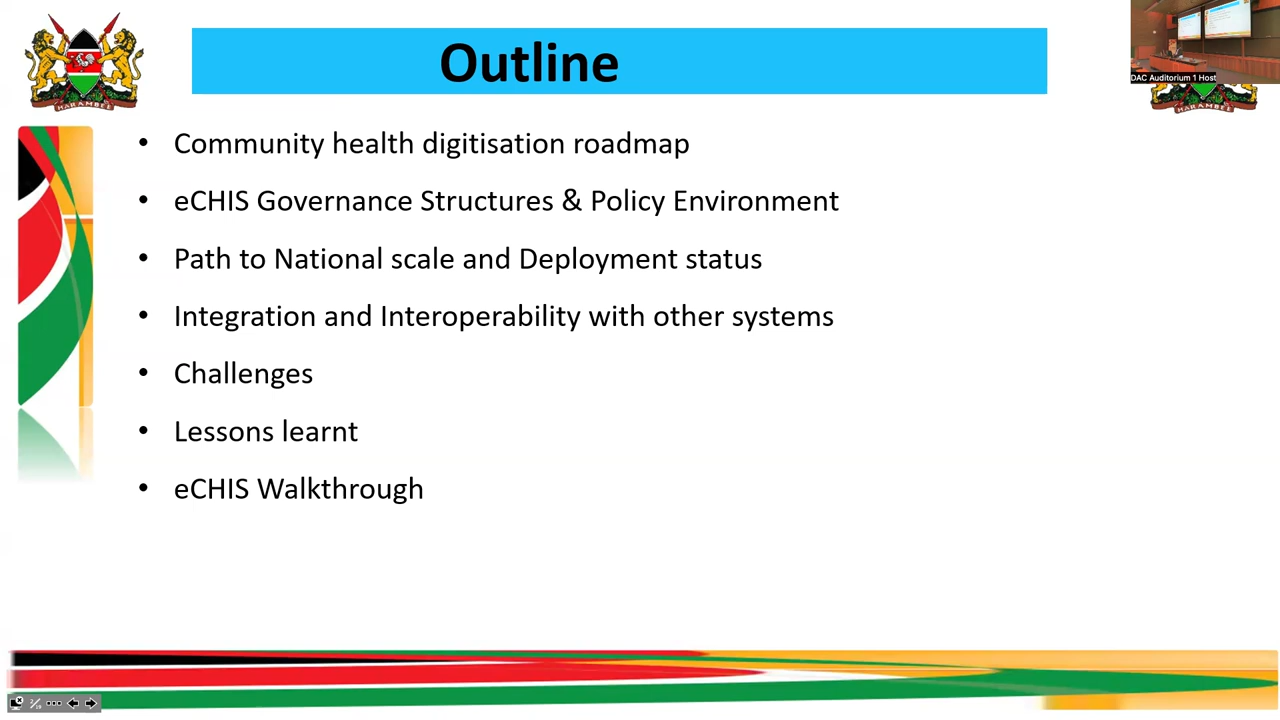 Outline
DAC Auditorium 1 Host
HARAMBEE
HARAMBEE
• Community health digitisation roadmap
• eCHIS Governance Structures & Policy Environment
• Path to National scale and Deployment status
• Integration and Interoperability with other systems
• Challenges
• Lessons learnt
• eCHIS Walkthrough